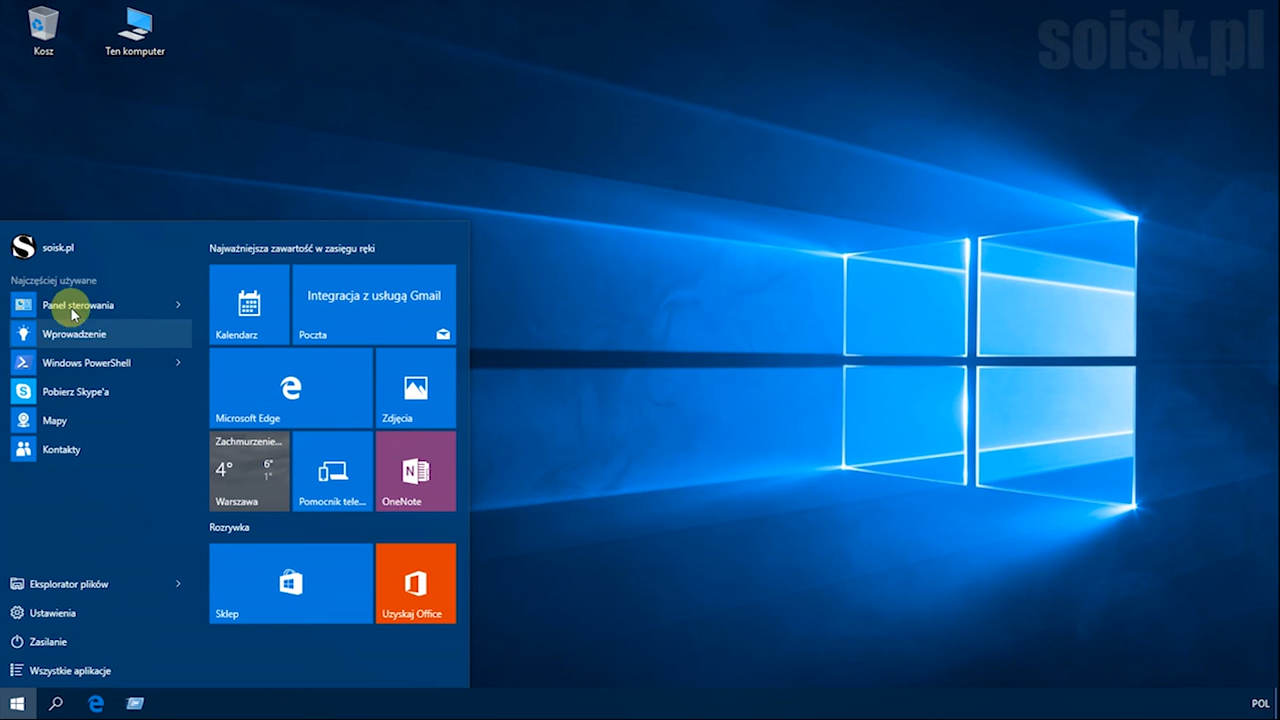 soisk.pl
Kosz
Ten komputer
soisk.pl
Najczęściej używane
Panel sterowania
Wprowadzenie
Windows PowerShell
Pobierz Skype'a
Mapy
Kontakty
Eksplorator plików
Ustawienia
Zasilanie
Wszystkie aplikacje
Najważniejsza zawartość w zasięgu ręki
Kalendarz
Integracja z usługą Gmail
Poczta
Microsoft Edge
Zdjęcia
Zachmurzenie...
4°
6°
1°
Warszawa
Pomocnik tele...
OneNote
Rozrywka
Sklep
Uzyskaj Office
POL